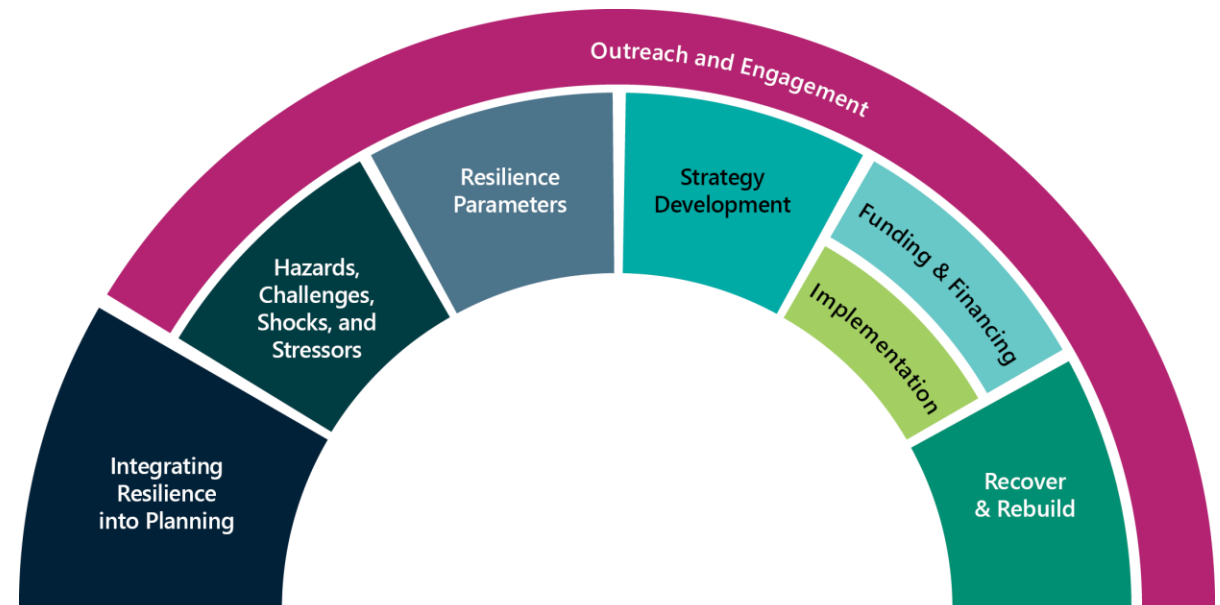 Outreach and Engagement
Integrating
Resilience
into Planning
Hazards,
Challenges,
Shocks, and
Stressors
Resilience
Parameters
Strategy
Development
Funding & Financing
Implementation
Recover
& Rebuild